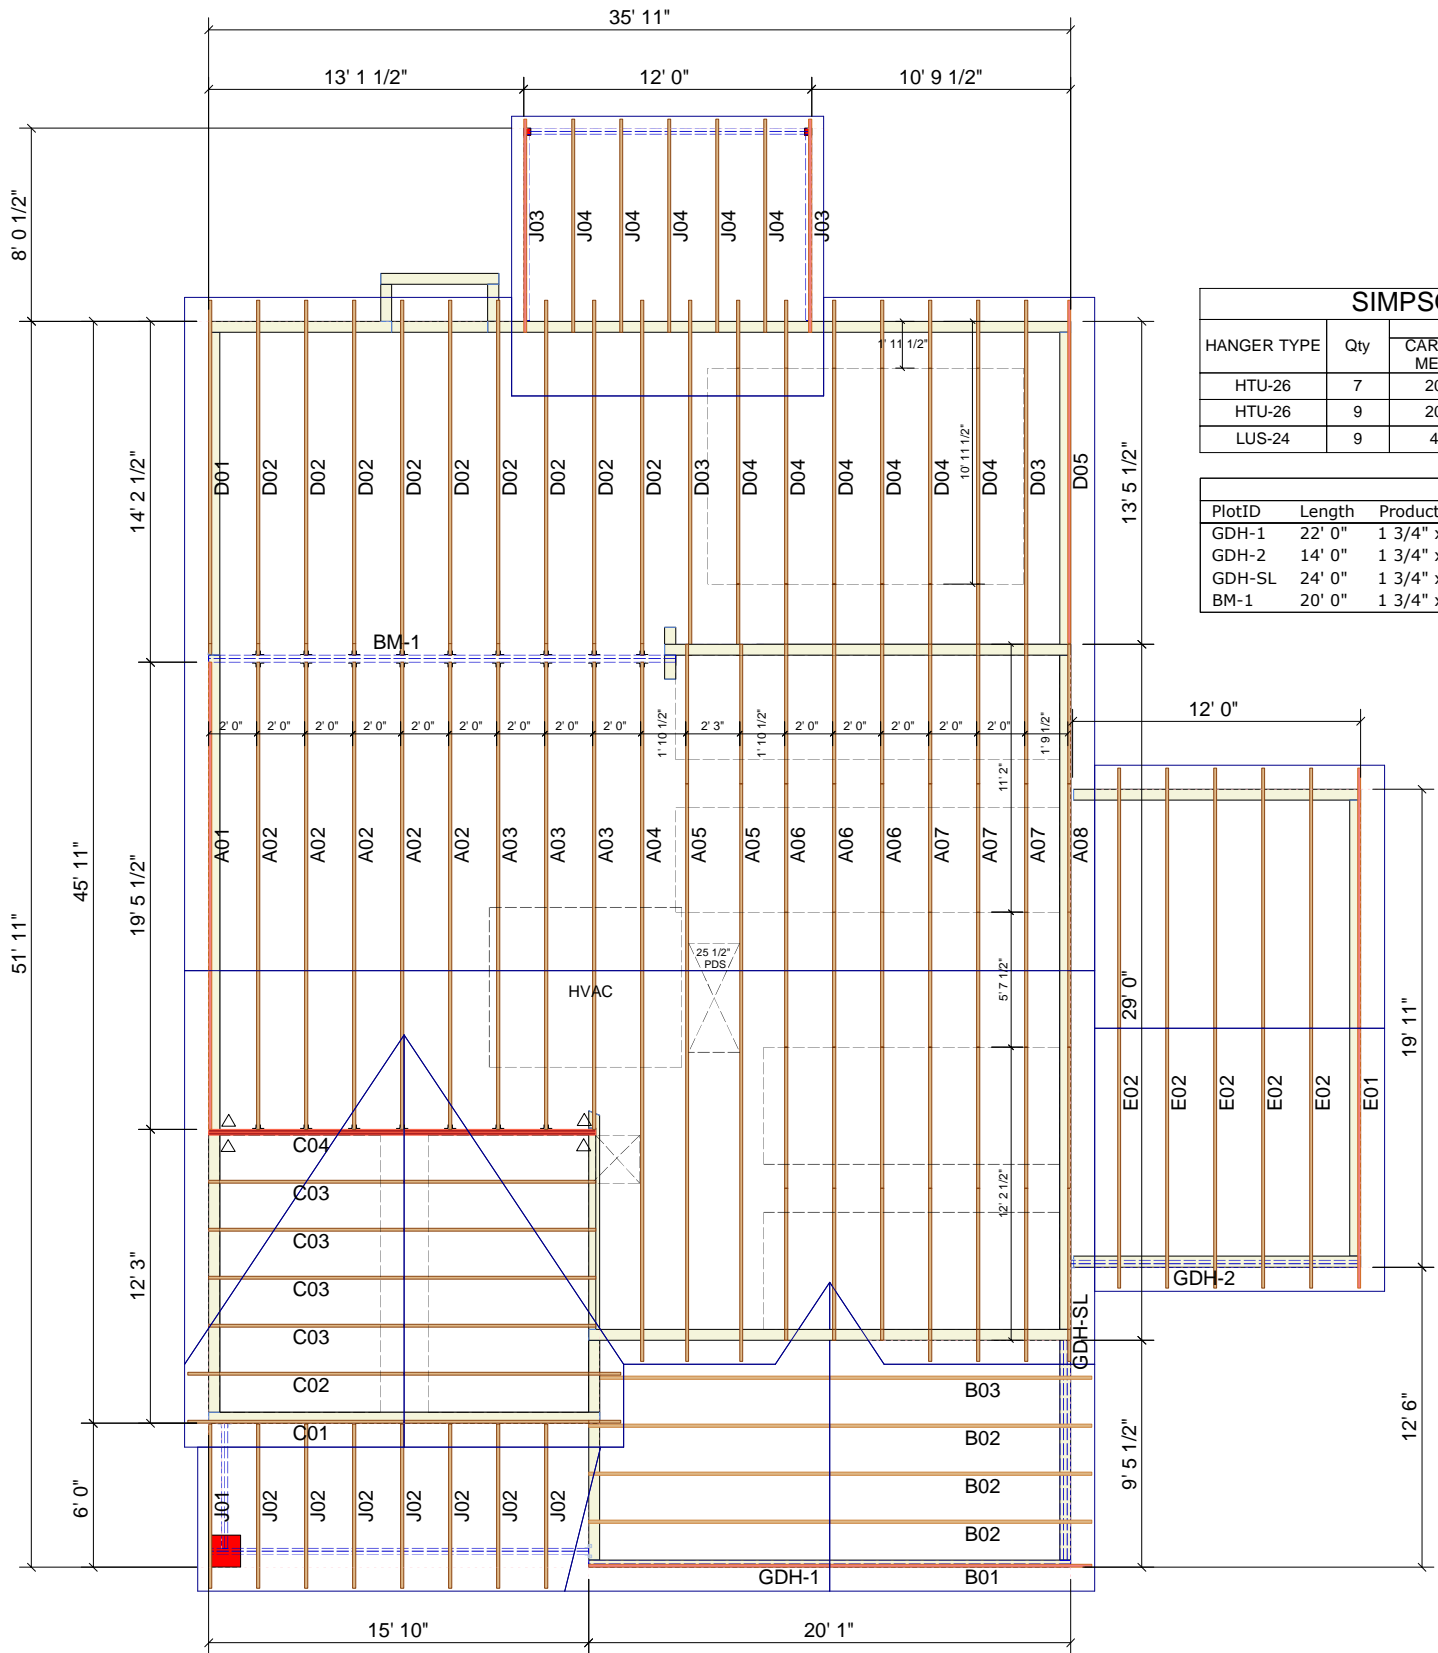 35' 11"
13' 1 1/2" 12' 0" 10' 9 1/2"
8' 0 1/2"
J03 J04 J04 J04 J04 J04 J03
SIMPSO
HANGER TYPE Qty CAR
ME
HTU-26 7 20
HTU-26 9 20
LUS-24 9 4
1' 11 1/2"
10' 11 1/2"
14' 2 1/2"
D01 D02 D02 D02 D02 D02 D02 D02 D02 D02 D03 D04 D04 D04 D04 D04 D04 D03 D05
13' 5 1/2"
PlotID Length Product
GDH-1 22' 0" 1 3/4" x
GDH-2 14' 0" 1 3/4" x
GDH-SL 24' 0" 1 3/4" x
BM-1 20' 0" 1 3/4" x
BM-1
12' 0"
2' 0" 2' 0" 2' 0" 2' 0" 2' 0" 2' 0" 2' 0" 2' 0" 2' 0" 1' 10 1/2" 2' 3" 1' 10 1/2" 2' 0" 2' 0" 2' 0" 2' 0" 2' 0" 1' 9 1/2"
11' 2"
A01 A02 A02 A02 A02 A02 A03 A03 A03 A04 A05 A05 A06 A06 A06 A07 A07 A07 A08
51' 11"
45' 11"
19' 5 1/2"
25 1/2"
PDS
HVAC
5' 7 1/2"
29' 0"
19' 11"
E02 E02 E02 E02 E02 E01
C04
C03
C03
C03
C03
C02
C01
12' 3"
12' 2 1/2"
GDH-2
GDH-SL
B03
B02
B02
B02
B01
GDH-1
9' 5 1/2"
12' 6"
6' 0"
J01 J02 J02 J02 J02 J02 J02 J02
15' 10" 20' 1"